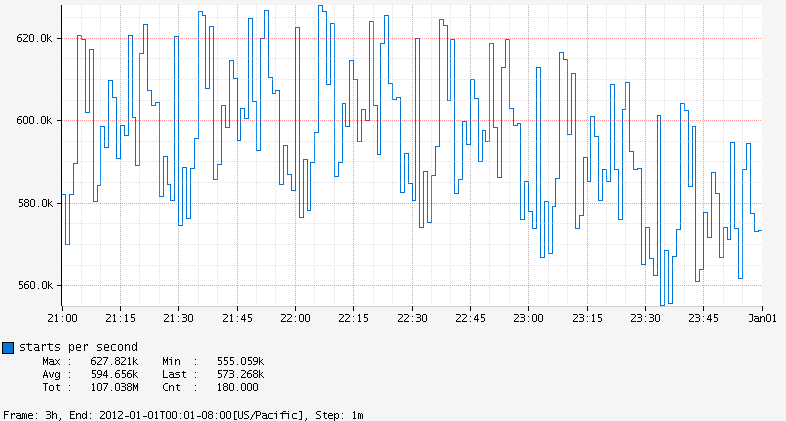 620.0k
600.0k
580.0k
560.0k
21:00 21:15 21:30 21:45 22:00 22:15 22:30 22:45 23:00 23:15 23:30 23:45 Jan01
starts per second
Max : 627.821k Min : 555.059k
Avg : 594.656k Last : 573.268k
Tot : 107.038M Cnt : 180.000
Frame: 3h, End: 2012-01-01T00:01-08:00[US/Pacific], Step: 1m